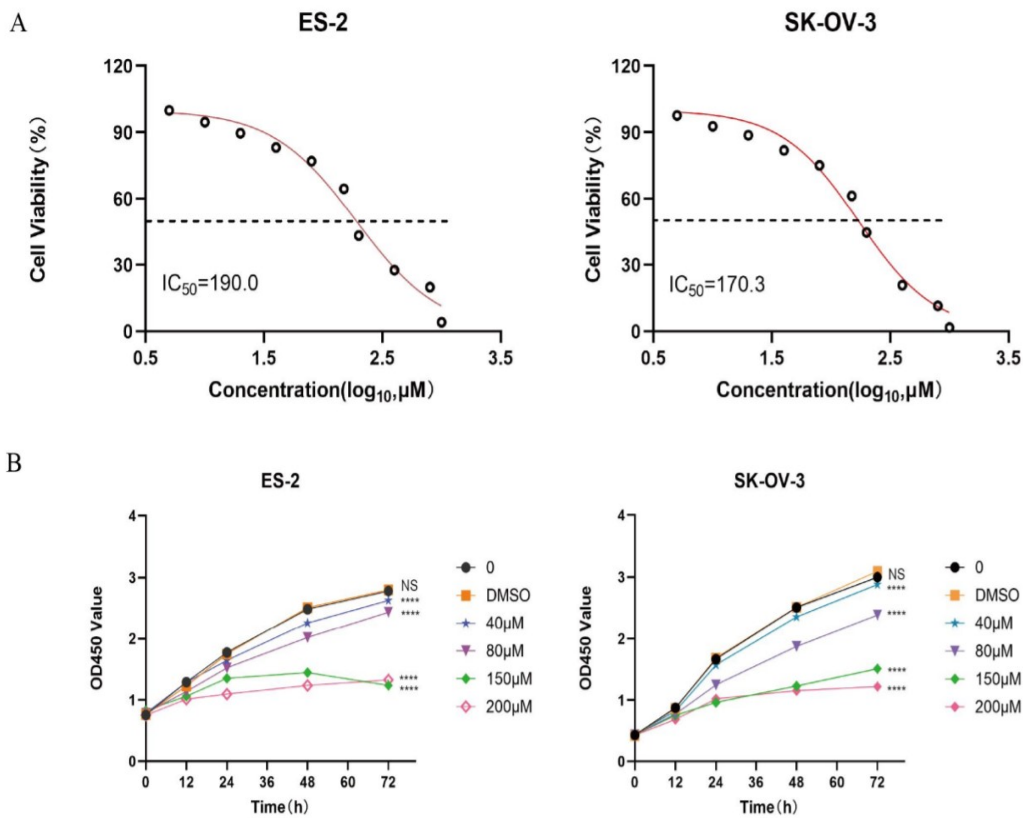 A
ES-2
SK-OV-3
Cell Viability(%)
120
90
60
30
0
IC50=190.0
0.5 1.5 2.5 3.5
Concentration(log10,μM)
Cell Viability(%)
120
90
60
30
0
IC50=170.3
0.5 1.5 2.5 3.5
Concentration(log10,μM)
B
ES-2
SK-OV-3
OD450 Value
4
3
2
1
0
NS
****
****
****
****
0
DMSO
40μM
80μM
150μM
200μM
0 12 24 36 48 60 72
Time(h)
OD450 Value
4
3
2
1
0
NS
****
****
****
****
0
DMSO
40μM
80μM
150μM
200μM
0 12 24 36 48 60 72
Time(h)